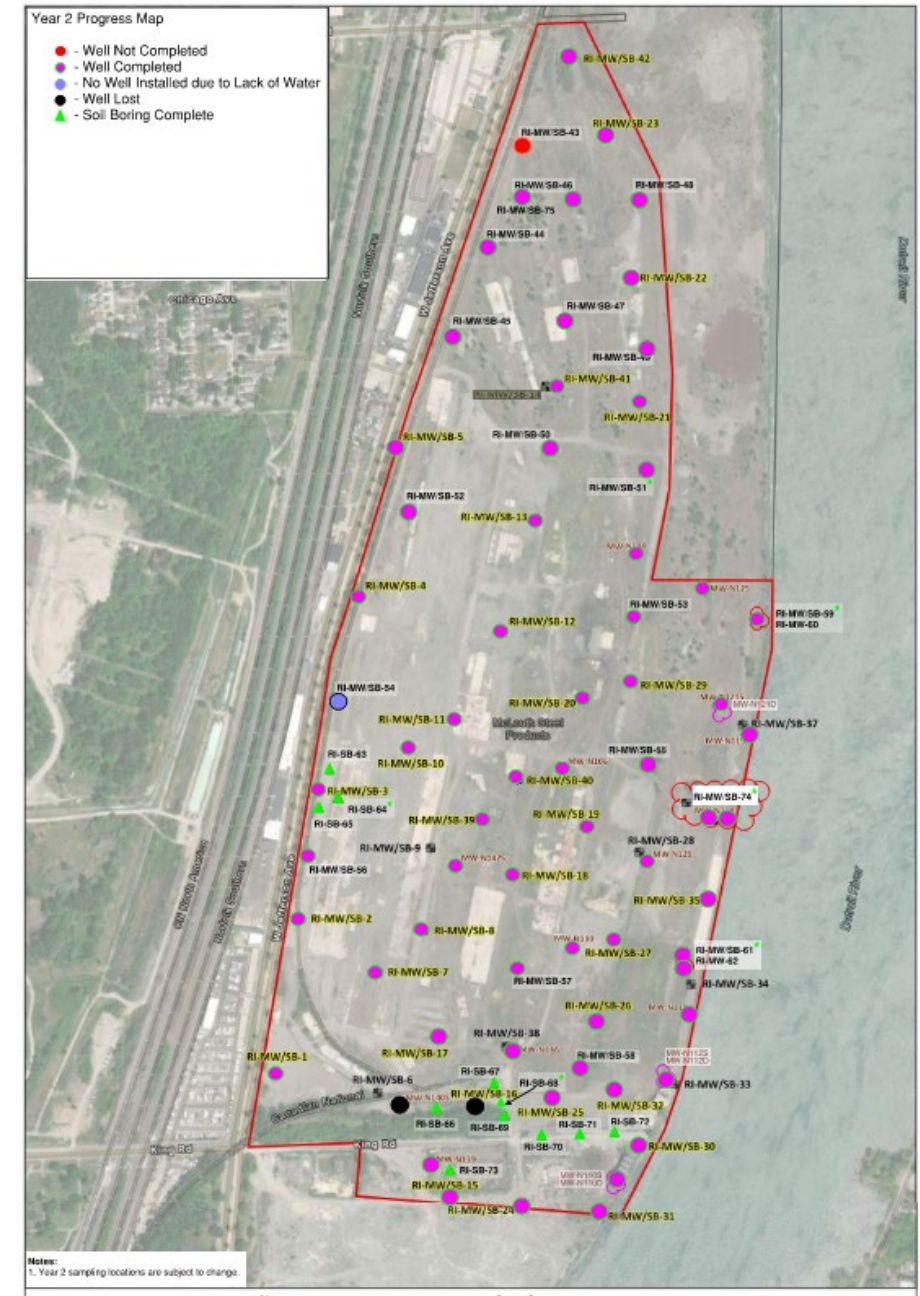 Year 2 Progress Map
- Well Not Completed
- Well Completed
- No Well Installed due to Lack of Water
- Well Lost
- Soil Boring Complete
RI-MW/SB-42
RI-MW/SB-23
RI-MW/SB-43
RI-MW/SB-46
RI-MW/SB-48
RI-MW/SB-75
RI-MW/SB-44
Detroit River
Norfolk Southern
W Jefferson Ave
RI-MW/SB-22
Chicago Ave
RI-MW/SB-45
RI-MW/SB-47
RI-MW/SB-41
RI-MW/SB-21
RI-MW/SB-5
RI-MW/SB-50
RI-MW/SB-51
RI-MW/SB-52
RI-MW/SB-13
RI-MW/SB-4
MW-N125
RI-MW/SB-53
RI-MW/SB-59
RI-MW-60
RI-MW/SB-12
RI-MW/SB-54
RI-MW/SB-29
RI-MW/SB-20
MW-N121D
RI-MW/SB-11
McLouth Steel
Products
RI-MW/SB-37
RI-SB-63
RI-MW/SB-10
MW-N106
RI-MW/SB-55
RI-MW/SB-40
RI-MW/SB-3
RI-SB-64
RI-SB-65
RI-MW/SB-74
RI-MW/SB-39
RI-MW/SB-19
RI-MW/SB-9
RI-MW/SB-28
RI-MW/SB-56
MW-N142S
RI-MW/SB-18
CN North America
Norfolk Southern
W Jefferson Ave
RI-MW/SB-35
Detroit River
RI-MW/SB-2
RI-MW/SB-8
RI-MW/SB-27
RI-MW/SB-61
RI-MW-62
RI-MW/SB-7
RI-MW/SB-57
RI-MW/SB-34
RI-MW/SB-26
RI-MW/SB-38
RI-MW/SB-17
RI-MW/SB-1
RI-SB-67
RI-MW/SB-58
MW-N112S
MW-N112D
RI-MW/SB-6
RI-MW/SB-16
RI-SB-68
RI-MW/SB-33
Canadian National
RI-MW/SB-25
RI-MW/SB-32
RI-SB-66
RI-SB-69
RI-SB-71
RI-SB-72
RI-SB-70
King Rd
King Rd
RI-MW/SB-30
RI-SB-73
RI-MW/SB-15
MW-N110S
MW-N110D
RI-MW/SB-24
RI-MW/SB-31
Notes:
1. Year 2 sampling locations are subject to change.